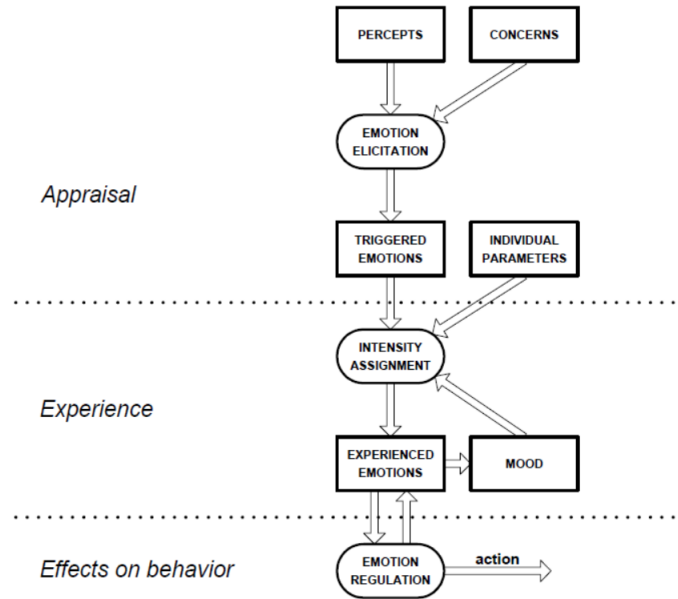 PERCEPTS
CONCERNS
EMOTION
ELICITATION
Appraisal
TRIGGERED
EMOTIONS
INDIVIDUAL
PARAMETERS
INTENSITY
ASSIGNMENT
Experience
EXPERIENCED
EMOTIONS
MOOD
Effects on behavior
EMOTION
REGULATION
action